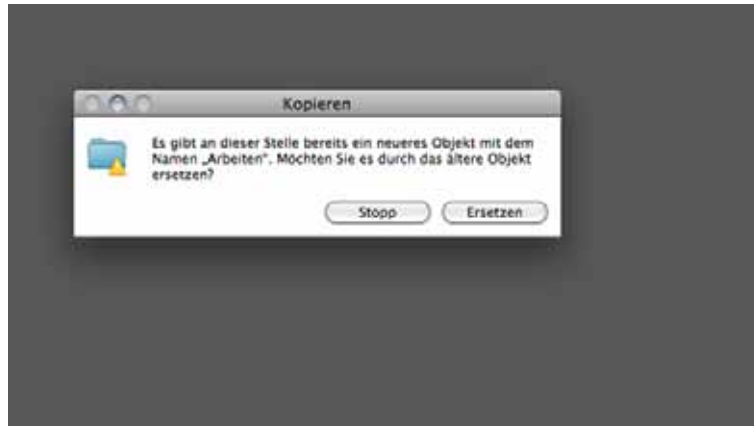 Kopieren
Es gibt an dieser Stelle bereits ein neueres Objekt mit dem
Namen „Arbeiten“. Möchten Sie es durch das ältere Objekt
ersetzen?
Stopp Ersetzen